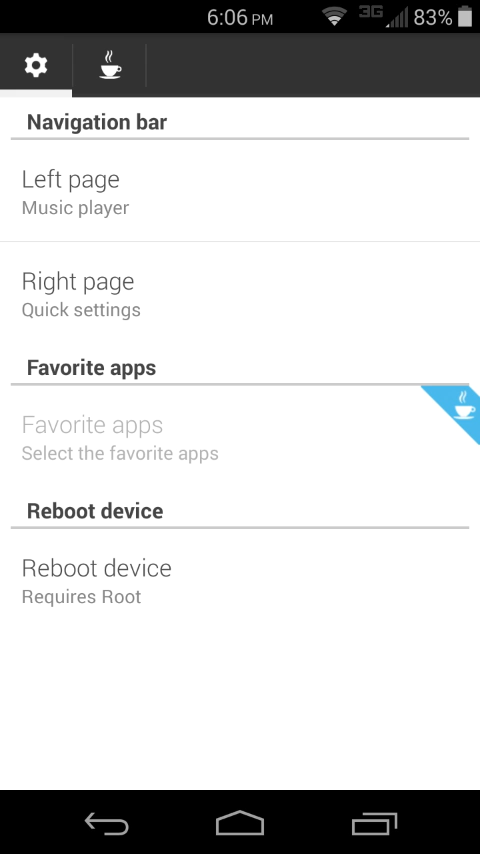 6:06 PM 3G 83%
Navigation bar
Left page
Music player
Right page
Quick settings
Favorite apps
Favorite apps
Select the favorite apps
Reboot device
Reboot device
Requires Root